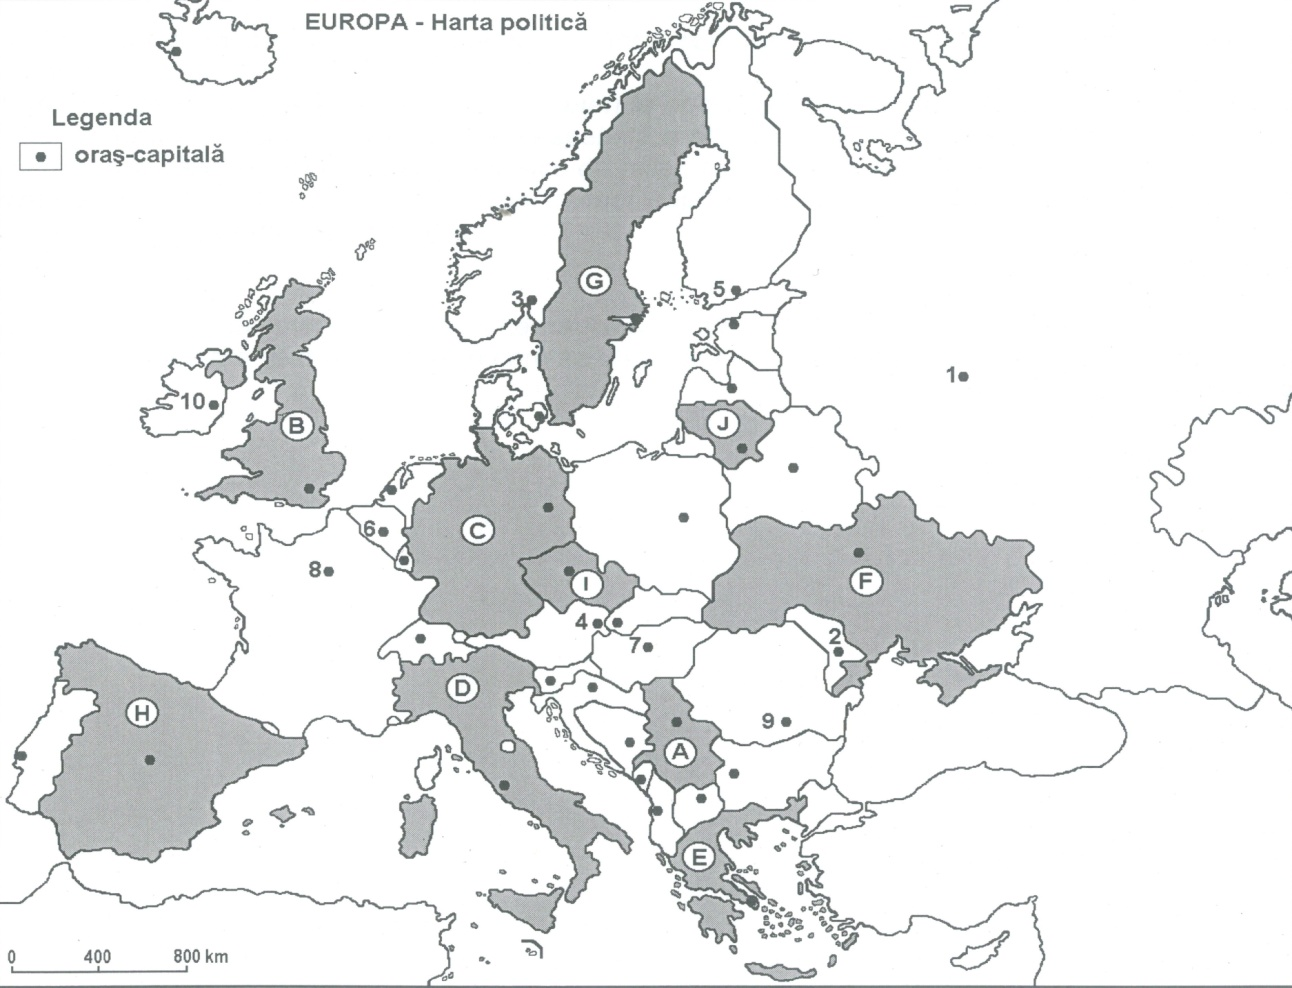 EUROPA - Harta politică
Legenda
oraş-capitală
G
3
5
1
10
B
J
6
C
8
I
F
4
7
2
D
H
9
A
E
0 400 800 km